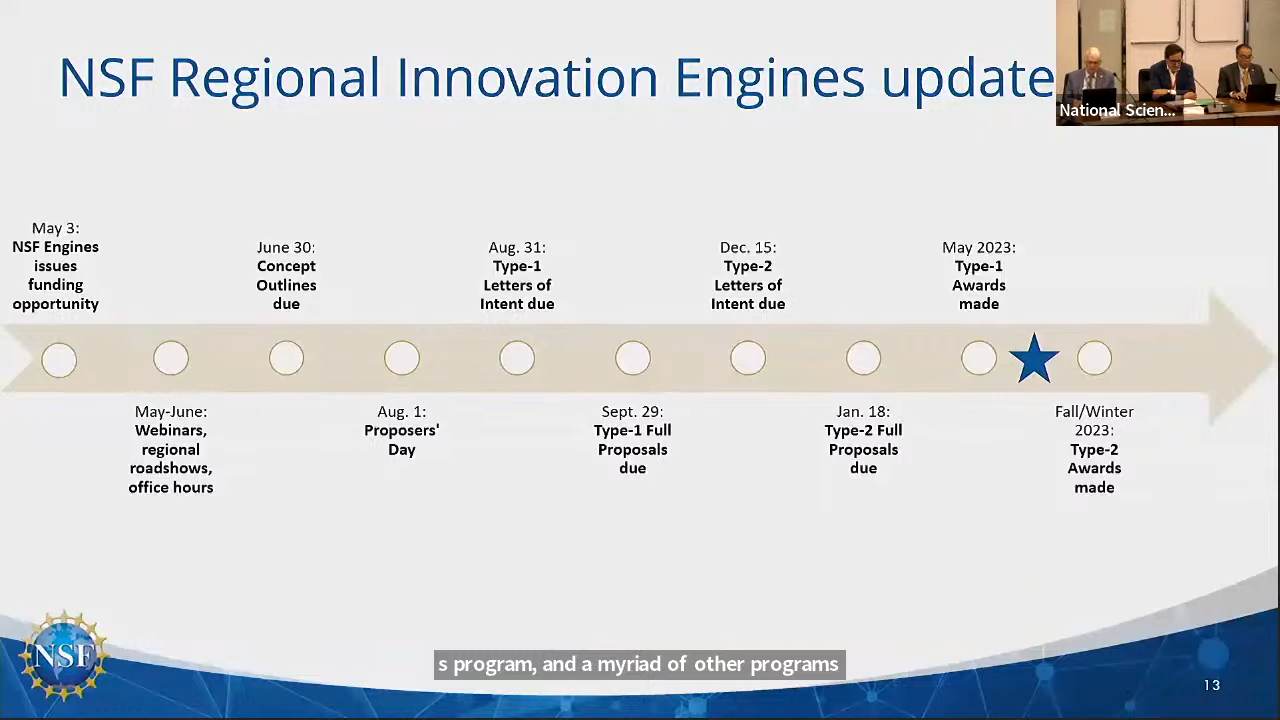 NSF Regional Innovation Engines update
National Scien...
May 3:
NSF Engines
issues
funding
opportunity
June 30:
Concept
Outlines
due
Aug. 31:
Type-1
Letters of
Intent due
Dec. 15:
Type-2
Letters of
Intent due
May 2023:
Type-1
Awards
made
May-June:
Webinars,
regional
roadshows,
office hours
Aug. 1:
Proposers'
Day
Sept. 29:
Type-1 Full
Proposals
due
Jan. 18:
Type-2 Full
Proposals
due
Fall/Winter
2023:
Type-2
Awards
made
NSF
s program, and a myriad of other programs
13